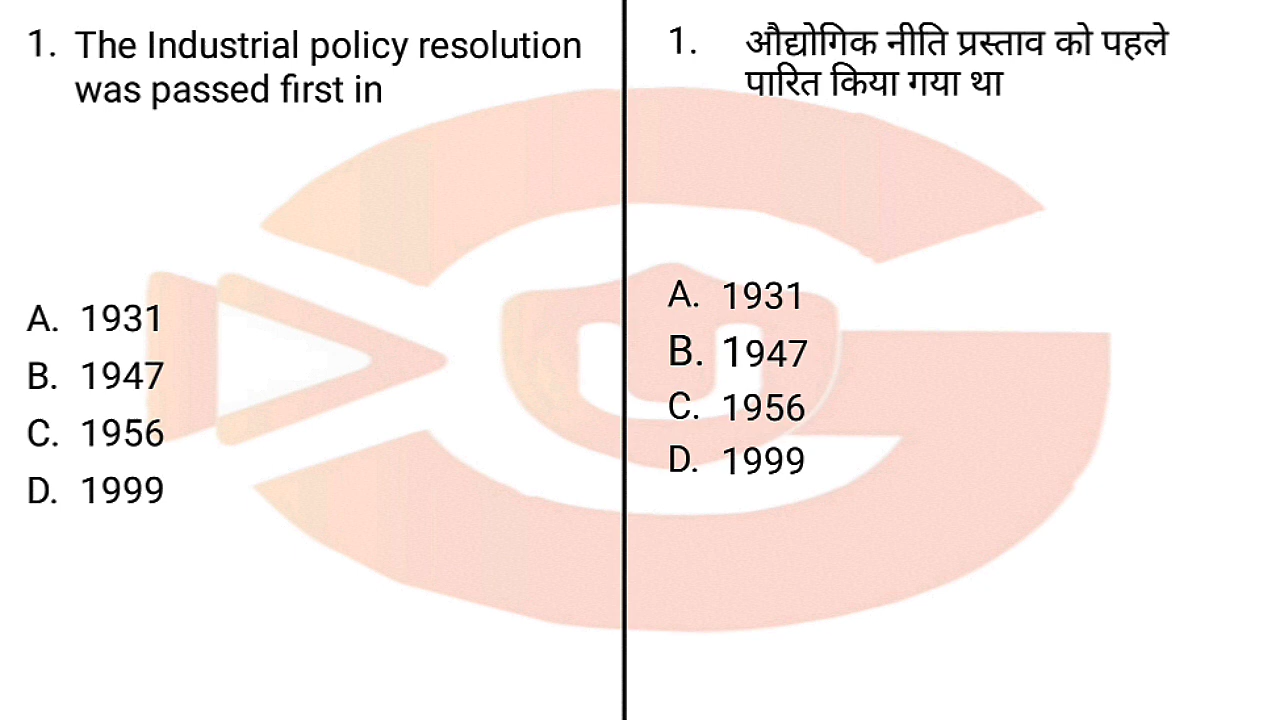 1. The Industrial policy resolution
was passed first in
A. 1931
B. 1947
C. 1956
D. 1999
1. औद्योगिक नीति प्रस्ताव को पहले
पारित किया गया था
A. 1931
B. 1947
C. 1956
D. 1999